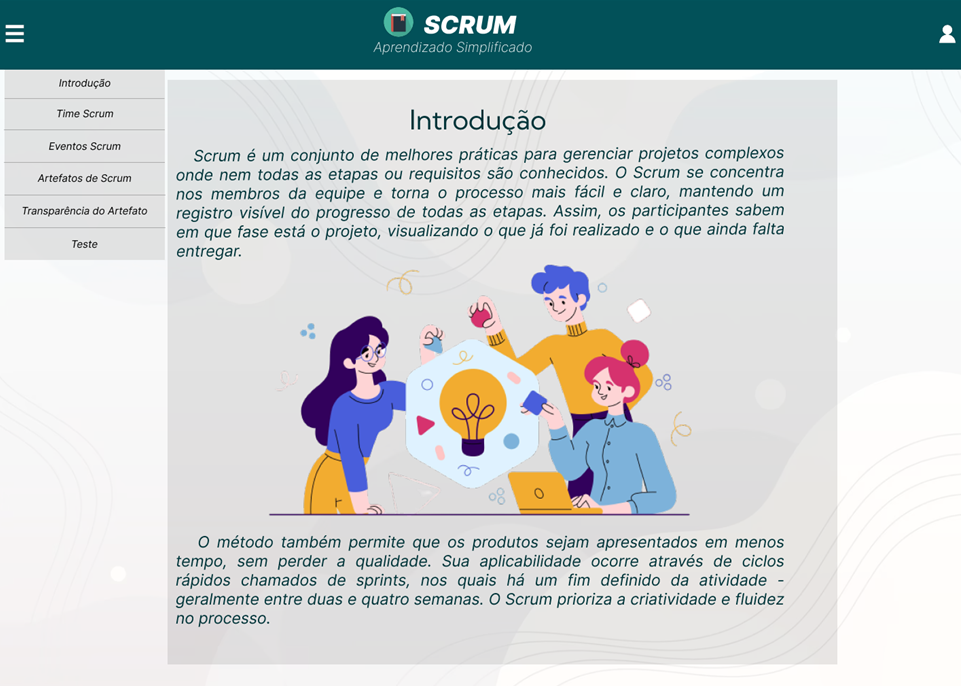 SCRUM
Aprendizado Simplificado
Introdução
Time Scrum
Eventos Scrum
Artefatos de Scrum
Transparência do Artefato
Teste
Introdução
Scrum é um conjunto de melhores práticas para gerenciar projetos complexos
onde nem todas as etapas ou requisitos são conhecidos. O Scrum se concentra
nos membros da equipe e torna o processo mais fácil e claro, mantendo um
registro visível do progresso de todas as etapas. Assim, os participantes sabem
em que fase está o projeto, visualizando o que já foi realizado e o que ainda falta
entregar.
O método também permite que os produtos sejam apresentados em menos
tempo, sem perder a qualidade. Sua aplicabilidade ocorre através de ciclos
rápidos chamados de sprints, nos quais há um fim definido da atividade -
geralmente entre duas e quatro semanas. O Scrum prioriza a criatividade e fluidez
no processo.